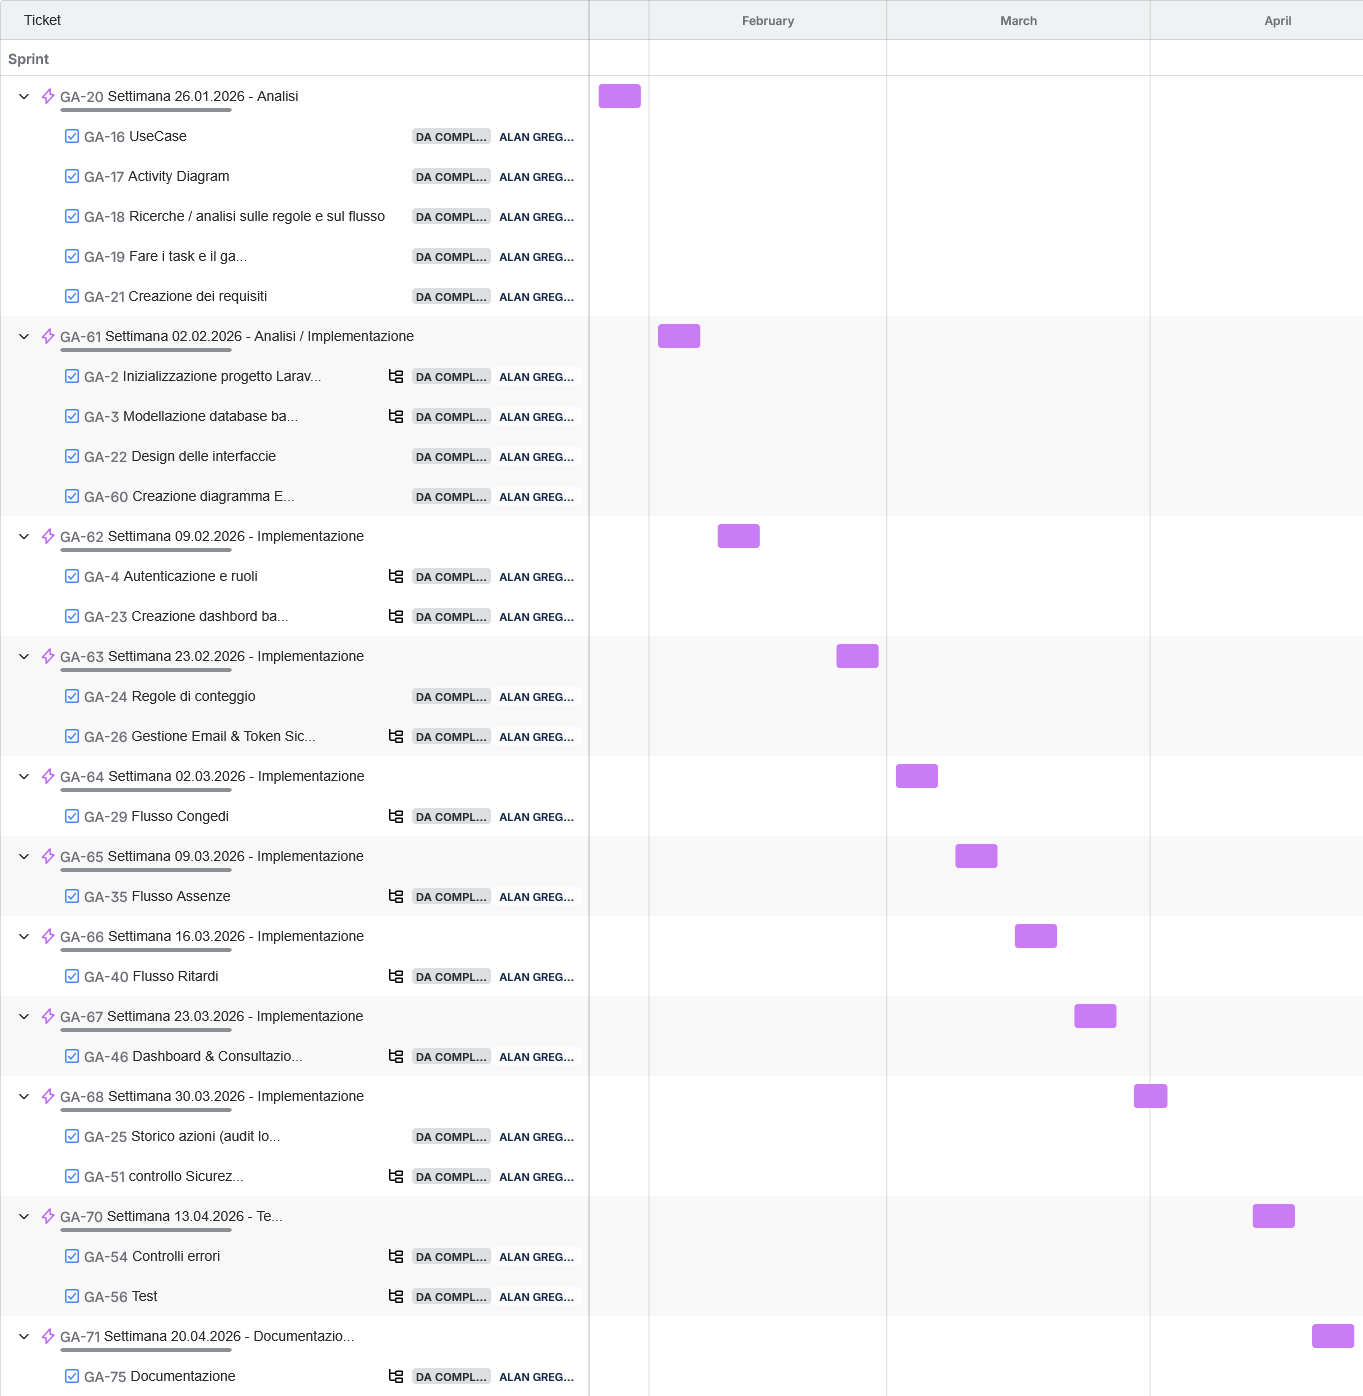 Ticket February March April
Sprint
GA-20 Settimana 26.01.2026 - Analisi
GA-16 UseCase DA COMPL... ALAN GREG...
GA-17 Activity Diagram DA COMPL... ALAN GREG...
GA-18 Ricerche / analisi sulle regole e sul flusso DA COMPL... ALAN GREG...
GA-19 Fare i task e il ga... DA COMPL... ALAN GREG...
GA-21 Creazione dei requisiti DA COMPL... ALAN GREG...
GA-61 Settimana 02.02.2026 - Analisi / Implementazione
GA-2 Inizializzazione progetto Larav... DA COMPL... ALAN GREG...
GA-3 Modellazione database ba... DA COMPL... ALAN GREG...
GA-22 Design delle interfaccie DA COMPL... ALAN GREG...
GA-60 Creazione diagramma E... DA COMPL... ALAN GREG...
GA-62 Settimana 09.02.2026 - Implementazione
GA-4 Autenticazione e ruoli DA COMPL... ALAN GREG...
GA-23 Creazione dashbord ba... DA COMPL... ALAN GREG...
GA-63 Settimana 23.02.2026 - Implementazione
GA-24 Regole di conteggio DA COMPL... ALAN GREG...
GA-26 Gestione Email & Token Sic... DA COMPL... ALAN GREG...
GA-64 Settimana 02.03.2026 - Implementazione
GA-29 Flusso Congedi DA COMPL... ALAN GREG...
GA-65 Settimana 09.03.2026 - Implementazione
GA-35 Flusso Assenze DA COMPL... ALAN GREG...
GA-66 Settimana 16.03.2026 - Implementazione
GA-40 Flusso Ritardi DA COMPL... ALAN GREG...
GA-67 Settimana 23.03.2026 - Implementazione
GA-46 Dashboard & Consultazio... DA COMPL... ALAN GREG...
GA-68 Settimana 30.03.2026 - Implementazione
GA-25 Storico azioni (audit lo... DA COMPL... ALAN GREG...
GA-51 controllo Sicurez... DA COMPL... ALAN GREG...
GA-70 Settimana 13.04.2026 - Te...
GA-54 Controlli errori DA COMPL... ALAN GREG...
GA-56 Test DA COMPL... ALAN GREG...
GA-71 Settimana 20.04.2026 - Documentazio...
GA-75 Documentazione DA COMPL... ALAN GREG...